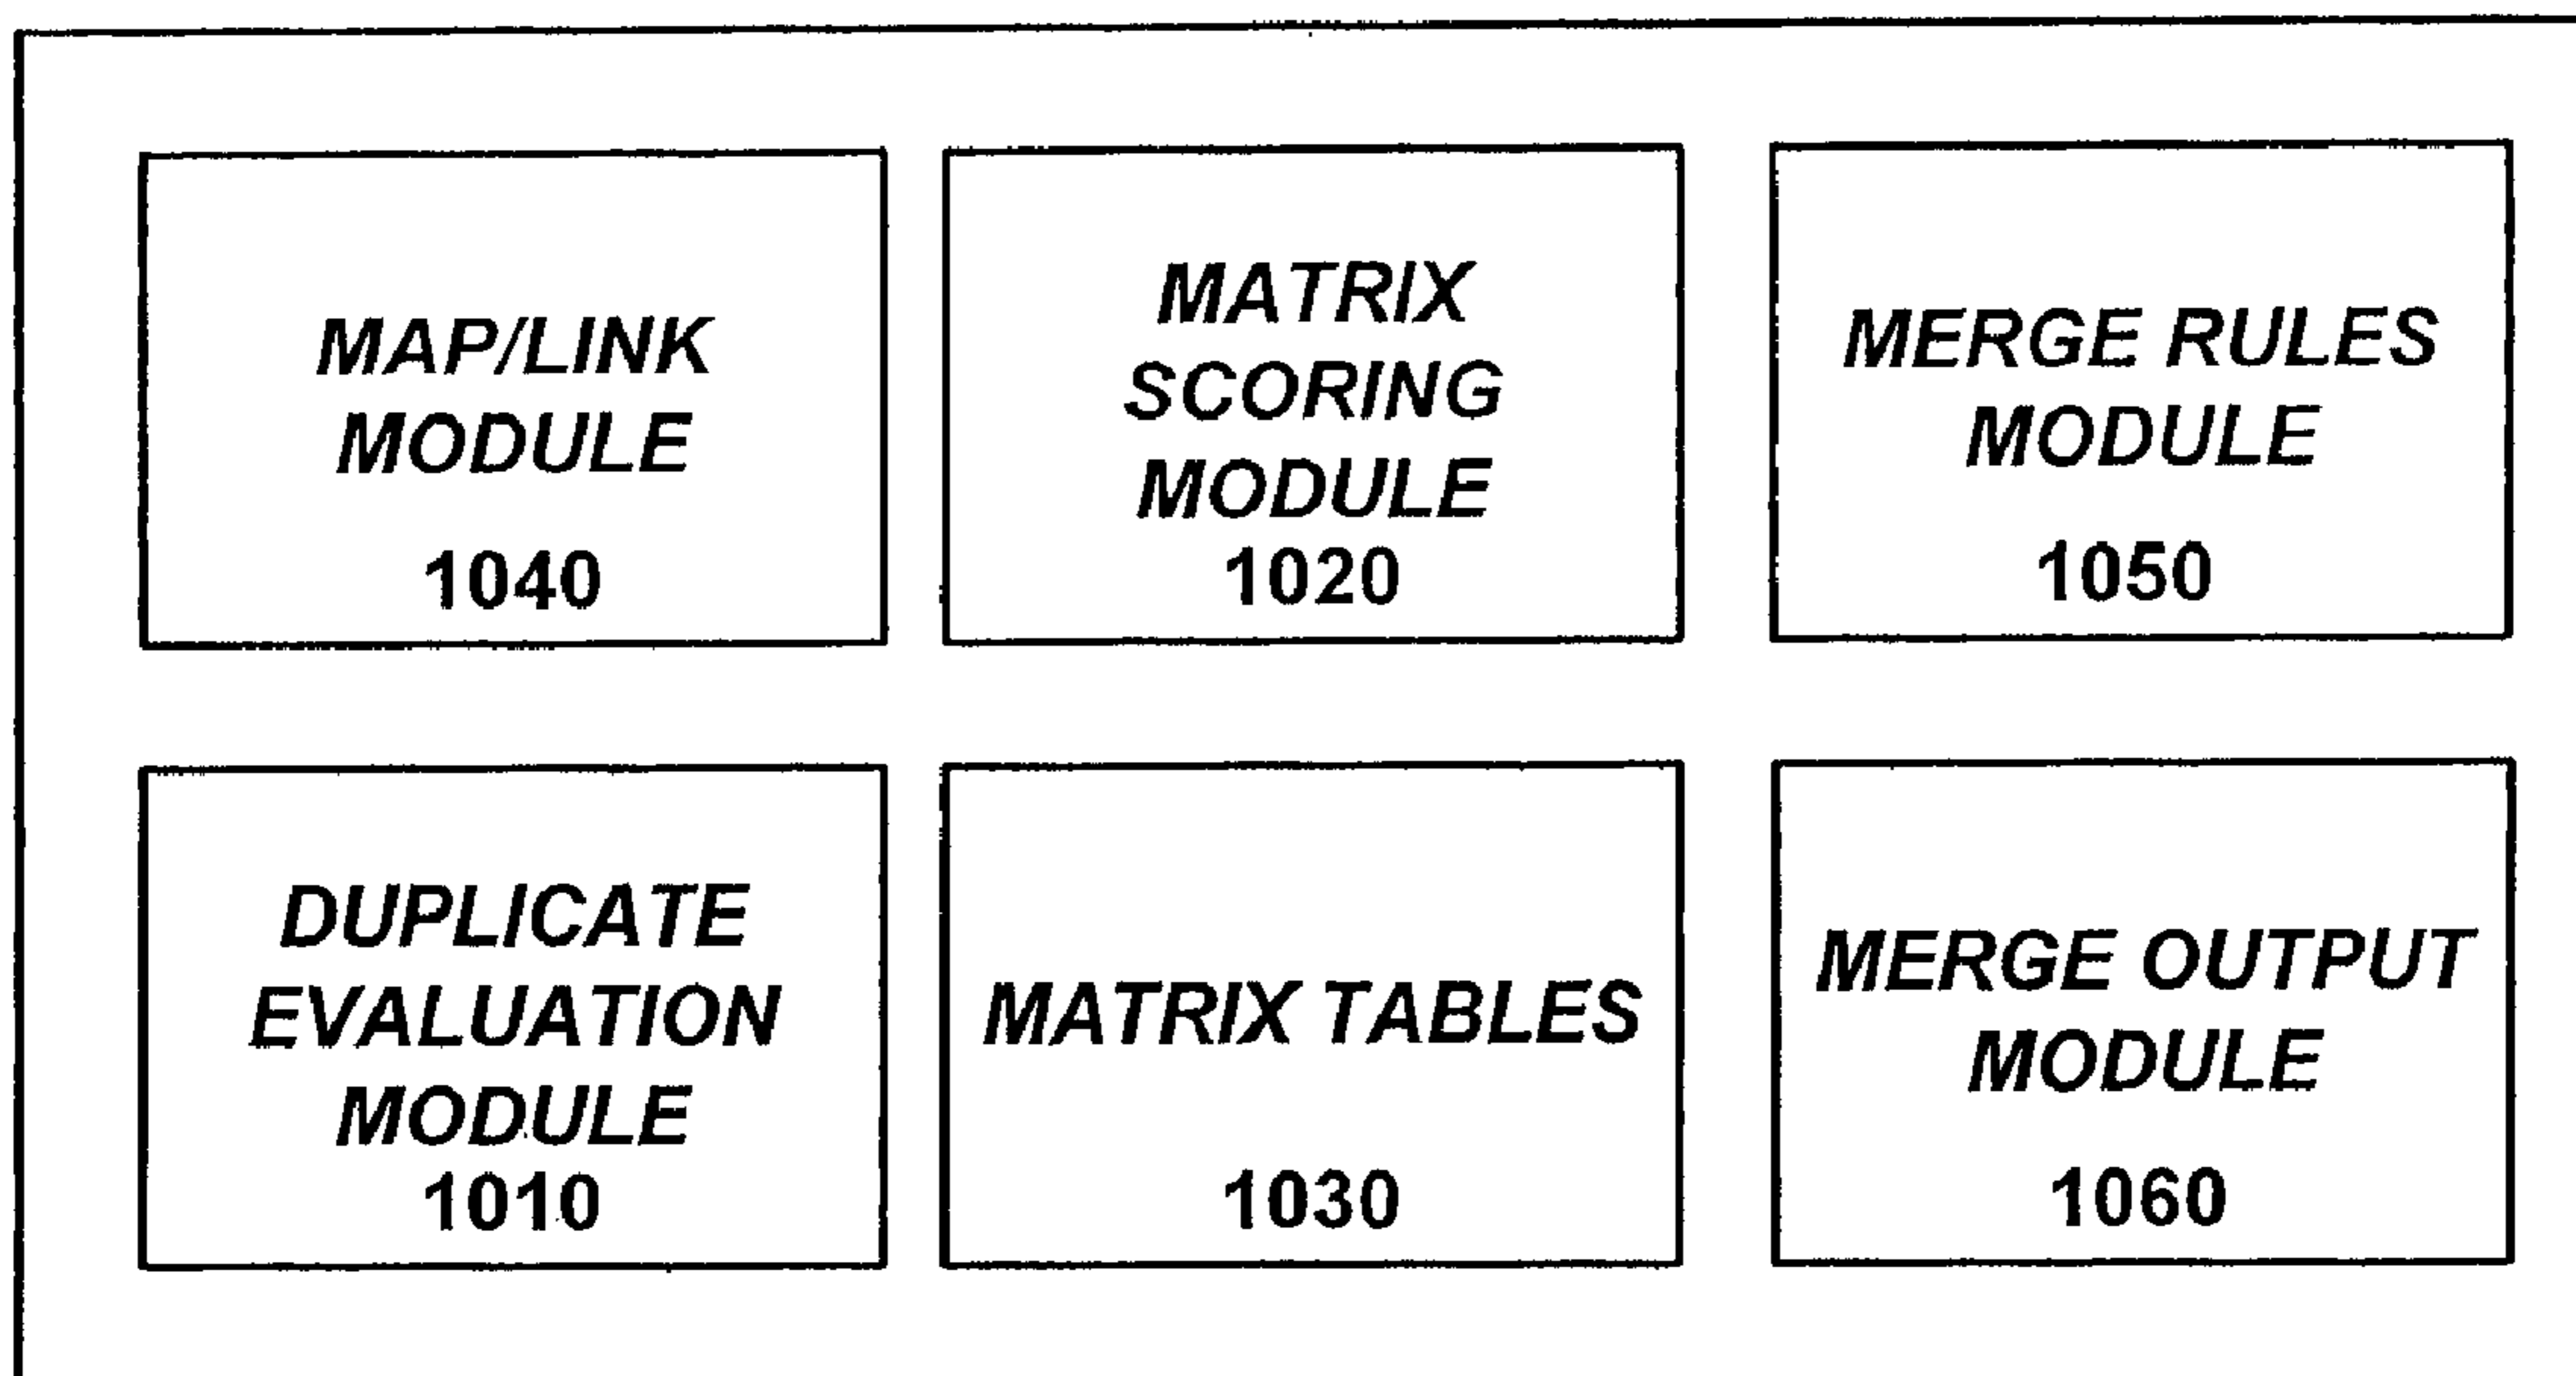 MAP/LINK
MODULE
1040
MATRIX
SCORING
MODULE
1020
MERGE RULES
MODULE
1050
DUPLICATE
EVALUATION
MODULE
1010
MATRIX TABLES
1030
MERGE OUTPUT
MODULE
1060